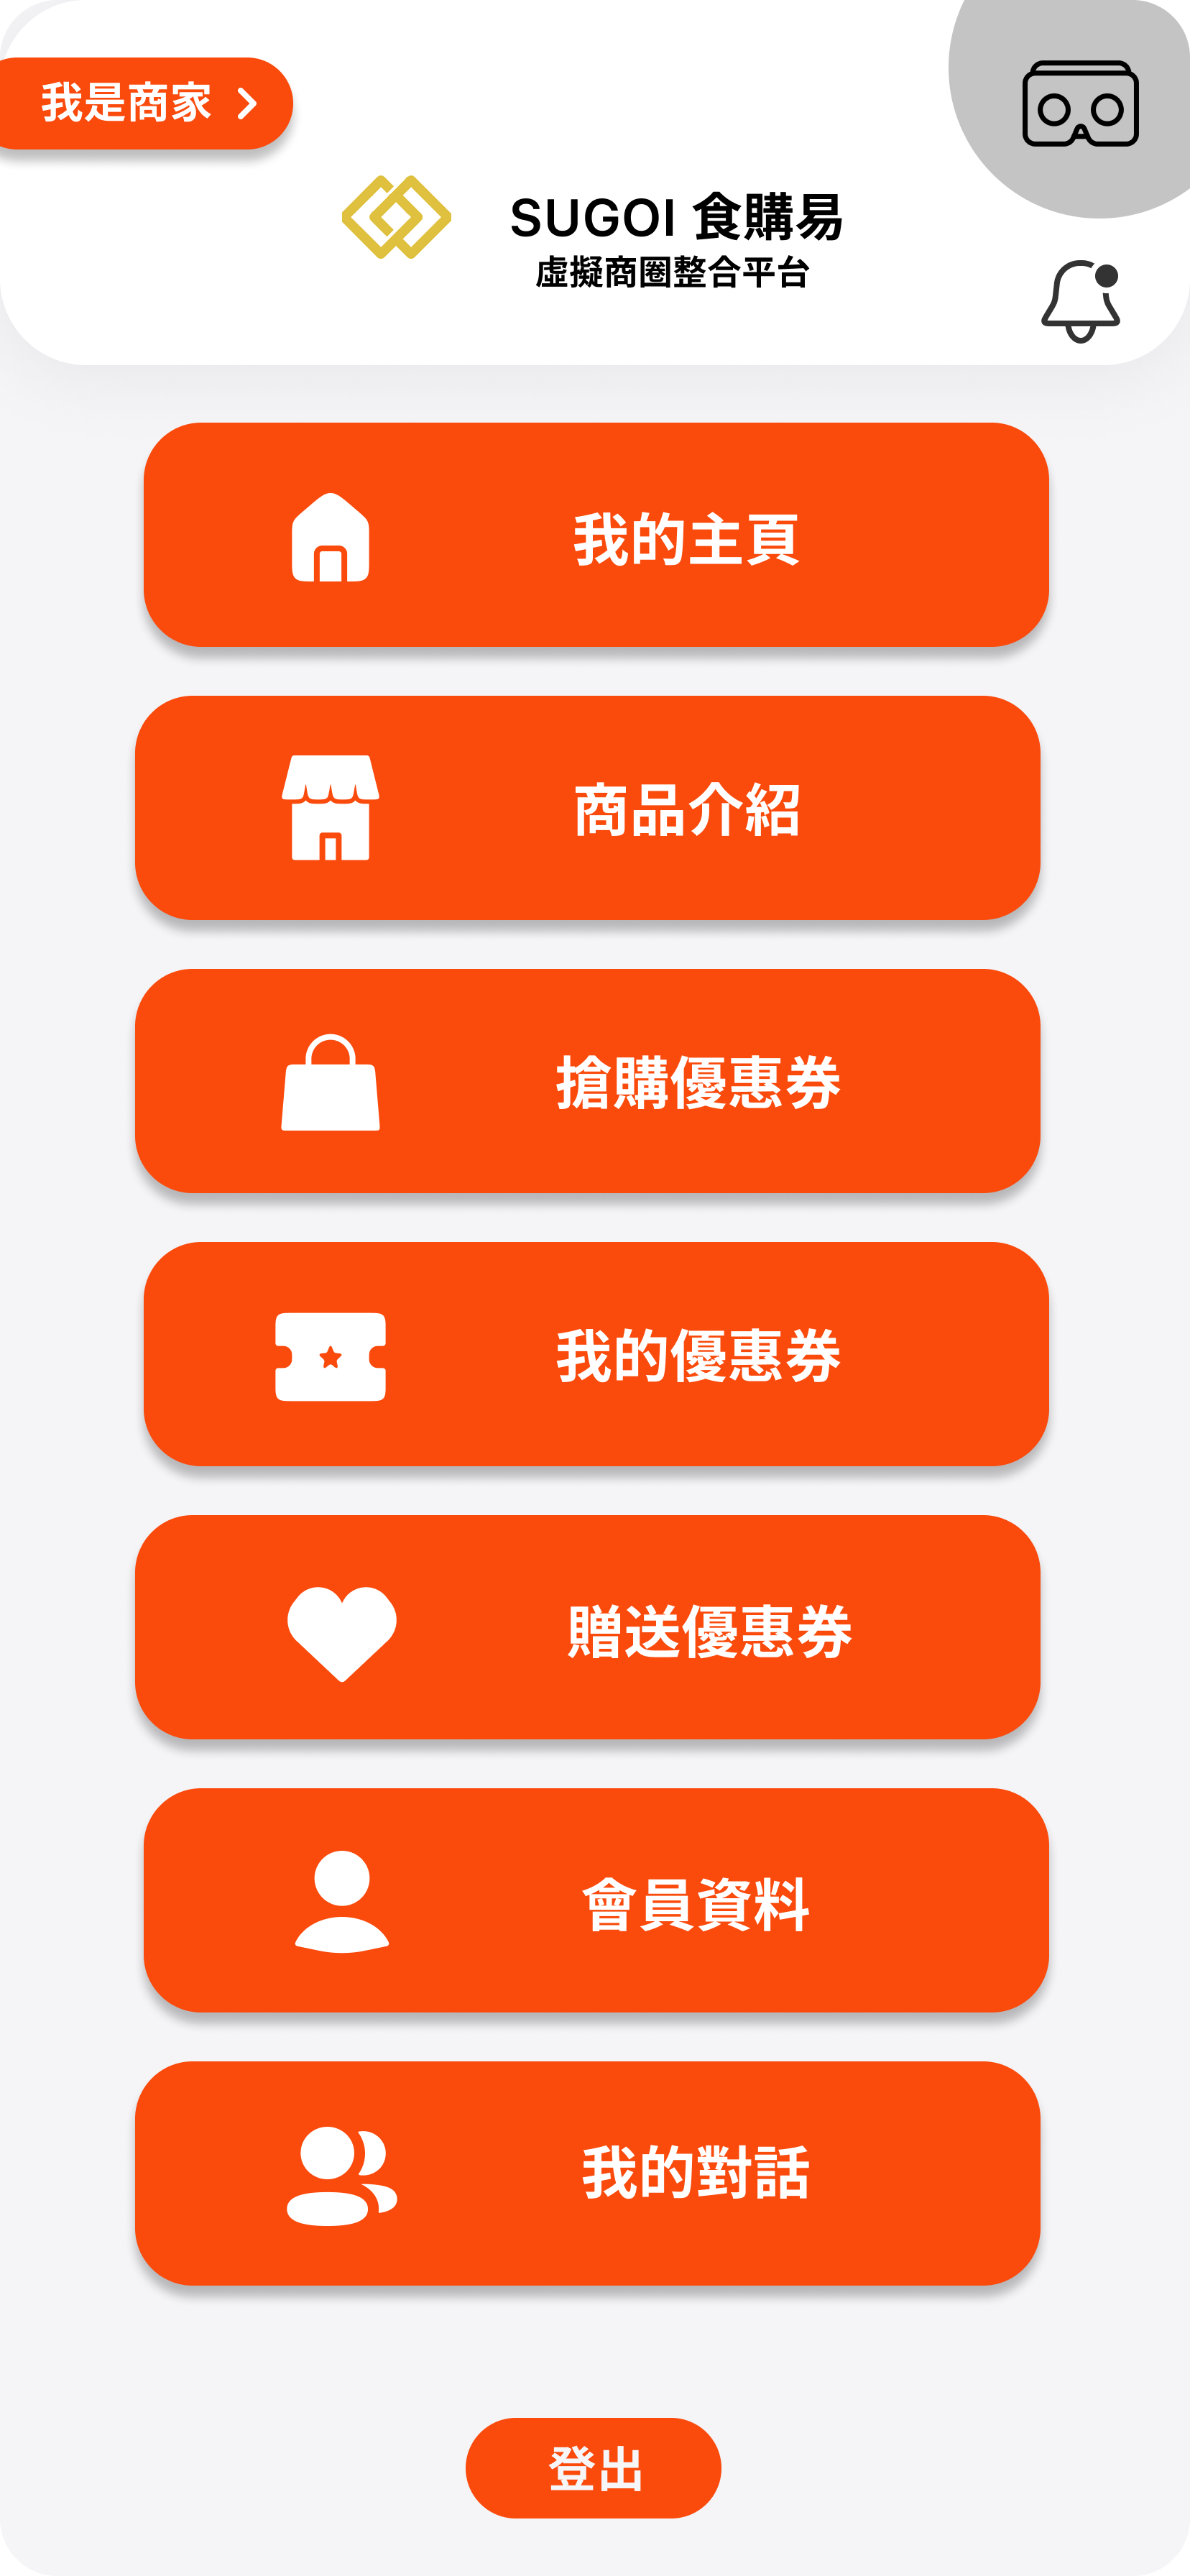 我是商家
SUGOI 食購易
虛擬商圈整合平台
我的主頁
商品介紹
搶購優惠券
我的優惠券
贈送優惠券
會員資料
我的對話
登出